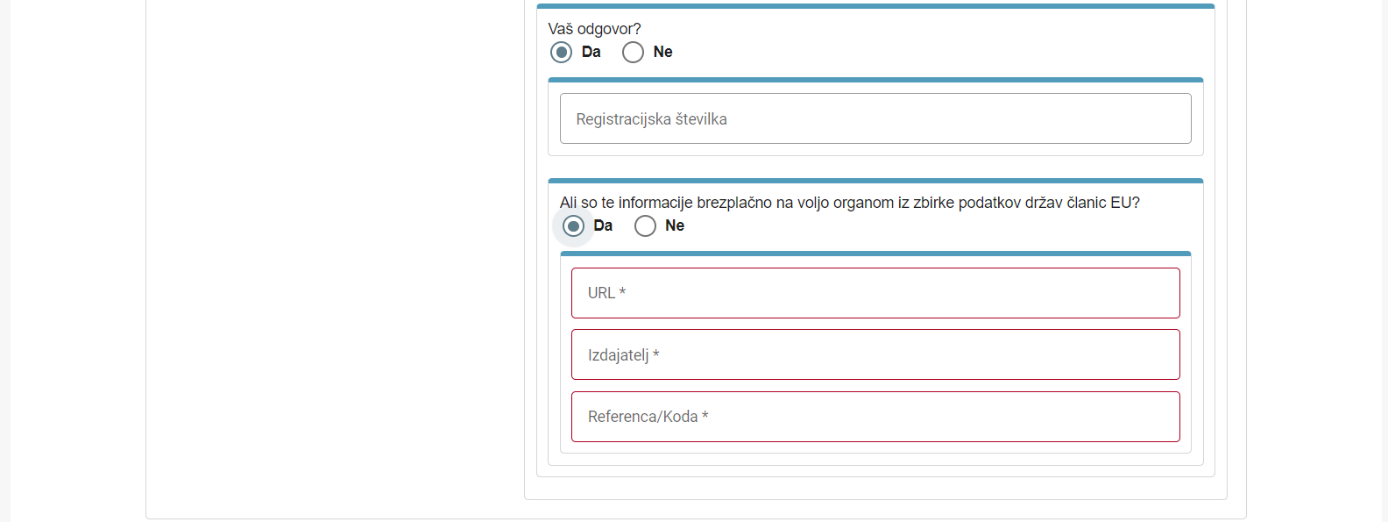 Vaš odgovor?
Da Ne
Registracijska številka
Ali so te informacije brezplačno na voljo organom iz zbirke podatkov držav članic EU?
Da Ne
URL *
Izdajatelj *
Referenca/Koda *